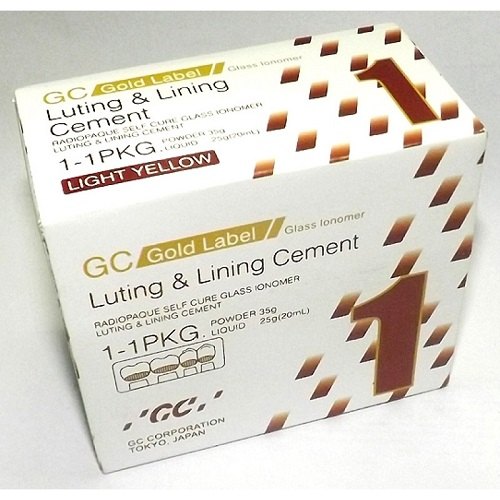 GC Gold Label Glass Ionomer
Luting & Lining
Cement
RADIOPAQUE SELF CURE GLASS IONOMER
LUTING & LINING CEMENT
1-1PKG. POWDER 35g
LIQUID 25g(20mL)
LIGHT YELLOW
1
GC Gold Label Glass Ionomer
Luting & Lining Cement
RADIOPAQUE SELF CURE GLASS IONOMER
LUTING & LINING CEMENT
1-1PKG. POWDER 35g
LIQUID 25g(20mL)
1
GC
GC CORPORATION
TOKYO, JAPAN